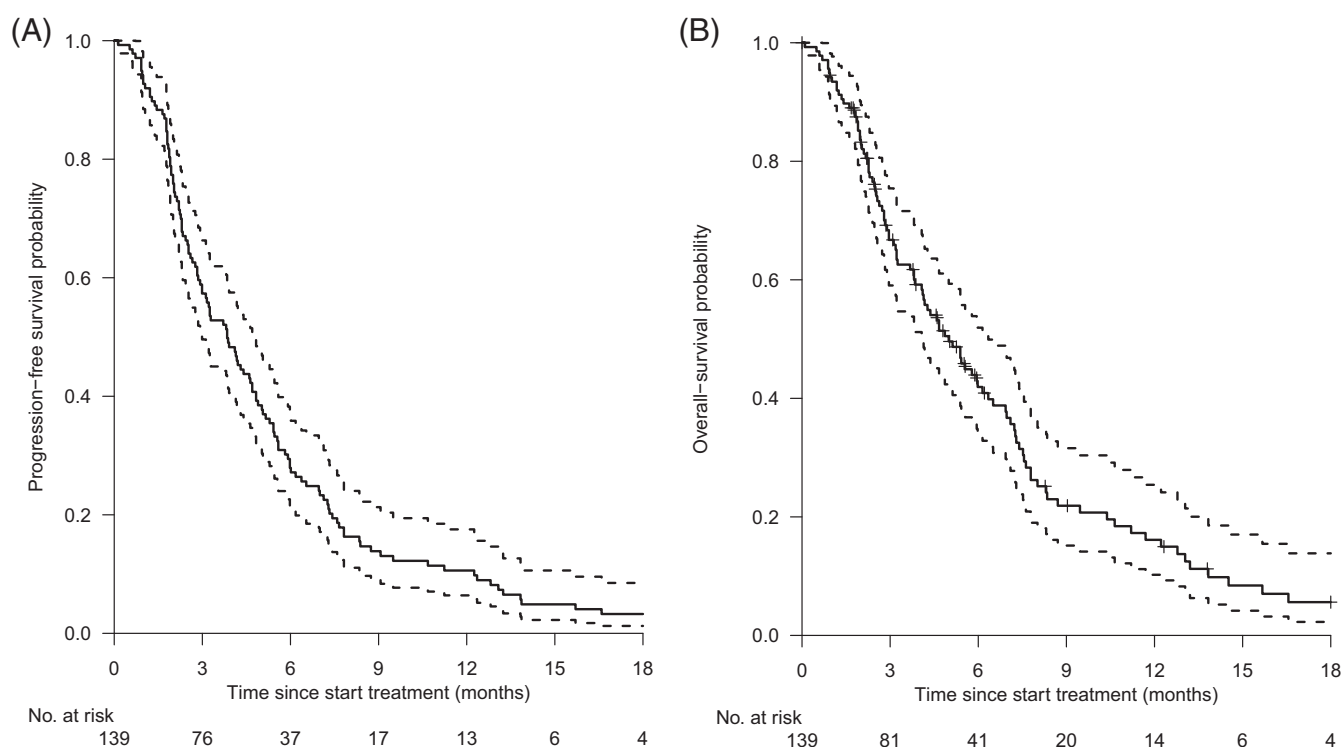 (A)
Progression−free survival probability
1.0
0.8
0.6
0.4
0.2
0.0
0 3 6 9 12 15 18
Time since start treatment (months)
No. at risk
139 76 37 17 13 6 4
(B)
Overall−survival probability
1.0
0.8
0.6
0.4
0.2
0.0
0 3 6 9 12 15 18
Time since start treatment (months)
No. at risk
139 81 41 20 14 6 4